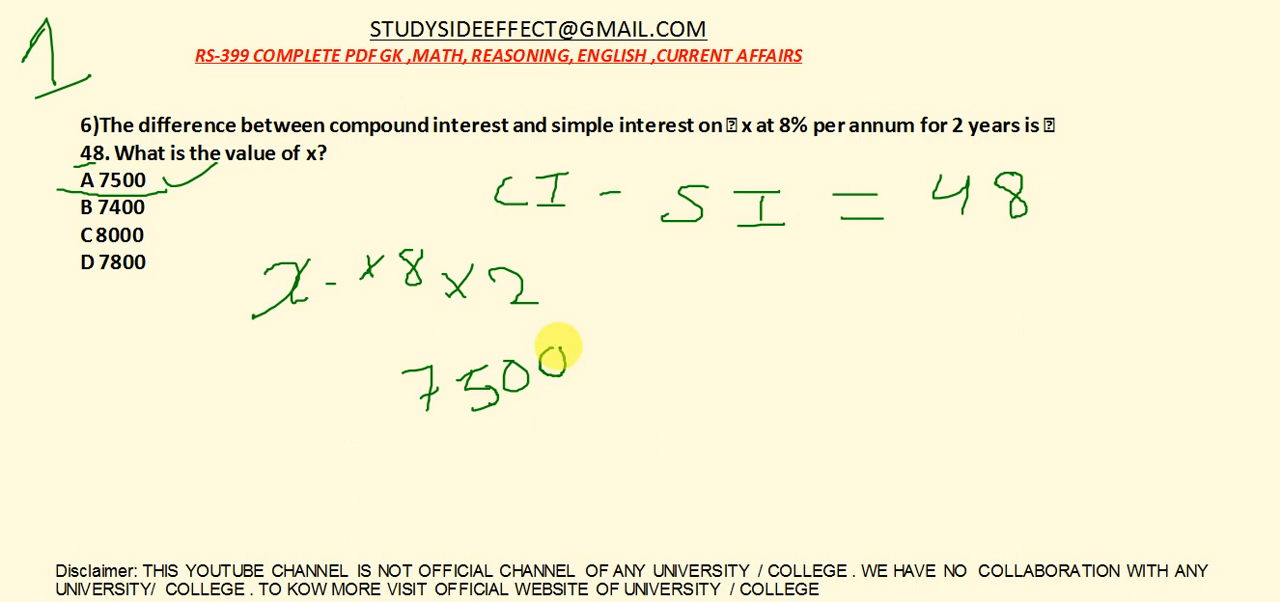 1
STUDYSIDEEFFECT@GMAIL.COM
RS-399 COMPLETE PDF GK ,MATH, REASONING, ENGLISH ,CURRENT AFFAIRS
6)The difference between compound interest and simple interest on  x at 8% per annum for 2 years is 
48. What is the value of x?
A 7500
B 7400
C 8000
D 7800
CI - SI = 48
x - x 8 x 2
7500
Disclaimer: THIS YOUTUBE CHANNEL IS NOT OFFICIAL CHANNEL OF ANY UNIVERSITY / COLLEGE . WE HAVE NO COLLABORATION WITH ANY
UNIVERSITY/ COLLEGE . TO KOW MORE VISIT OFFICIAL WEBSITE OF UNIVERSITY / COLLEGE